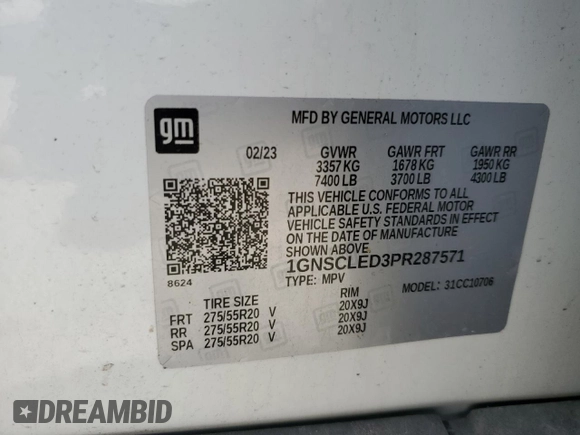 gm
MFD BY GENERAL MOTORS LLC
02/23 GVWR GAWR FRT GAWR RR
3357 KG 1678 KG 1950 KG
7400 LB 3700 LB 4300 LB
THIS VEHICLE CONFORMS TO ALL
APPLICABLE U.S. FEDERAL MOTOR
VEHICLE SAFETY STANDARDS IN EFFECT
ON THE DATE OF MANUFACTURE
SHOWN ABOVE.
1GNSCLED3PR287571
8624
TYPE: MPV MODEL: 31CC10706
TIRE SIZE RIM
FRT 275/55R20 V 20X9J
RR 275/55R20 V 20X9J
SPA 275/55R20 V 20X9J
DREAMBID